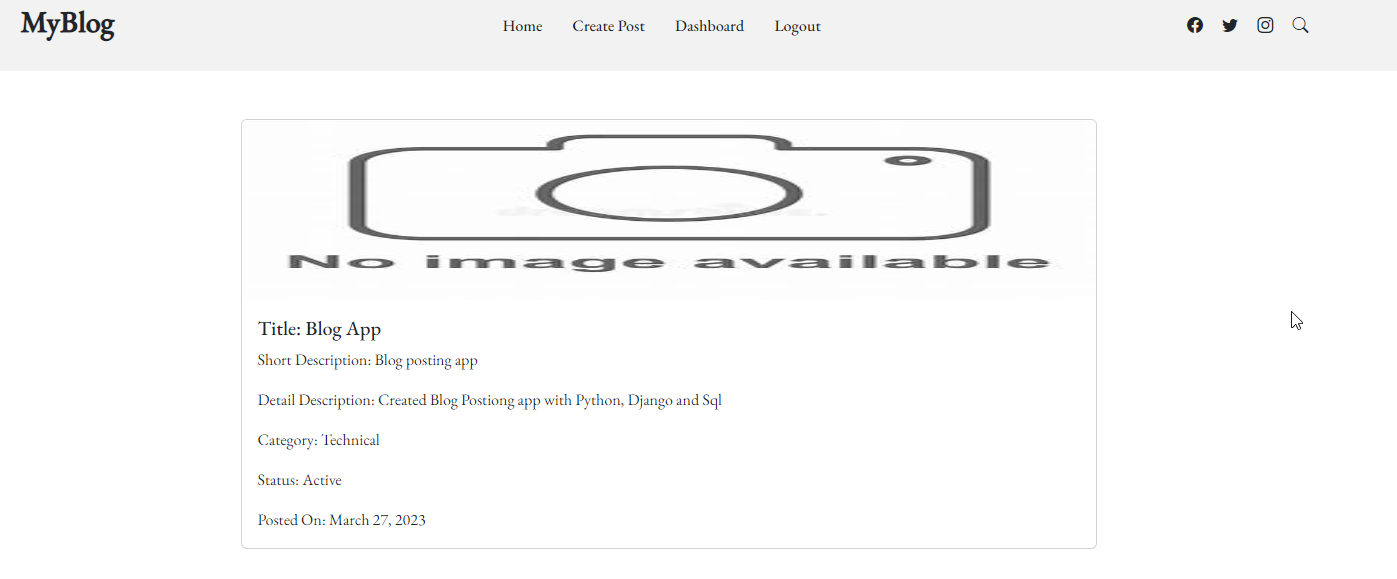 MyBlog
Home Create Post Dashboard Logout
No image available
Title: Blog App
Short Description: Blog posting app
Detail Description: Created Blog Postiong app with Python, Django and Sql
Category: Technical
Status: Active
Posted On: March 27, 2023